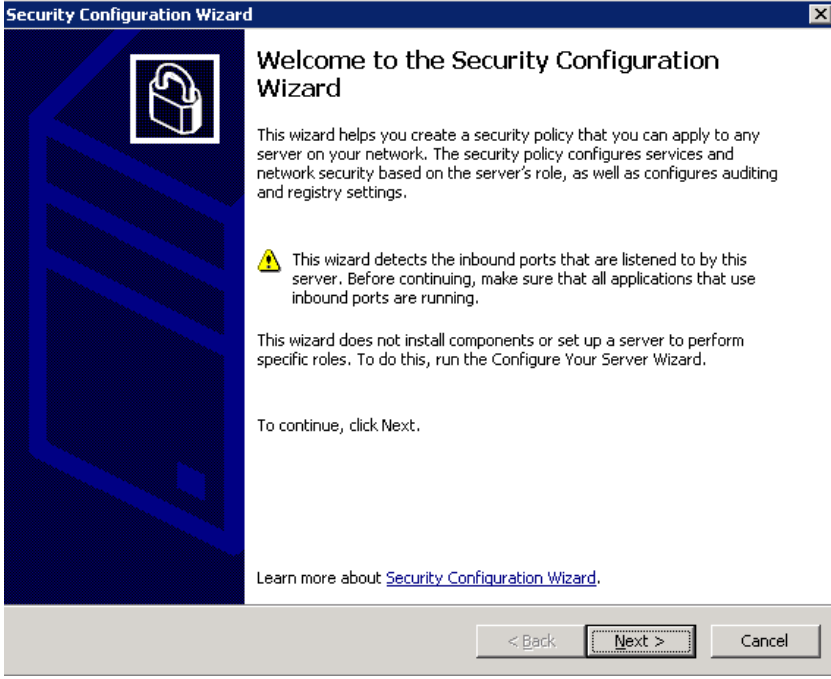 Security Configuration Wizard
Welcome to the Security Configuration
Wizard
This wizard helps you create a security policy that you can apply to any
server on your network. The security policy configures services and
network security based on the server's role, as well as configures auditing
and registry settings.
This wizard detects the inbound ports that are listened to by this
server. Before continuing, make sure that all applications that use
inbound ports are running.
This wizard does not install components or set up a server to perform
specific roles. To do this, run the Configure Your Server Wizard.
To continue, click Next.
Learn more about Security Configuration Wizard.
< Back Next > Cancel